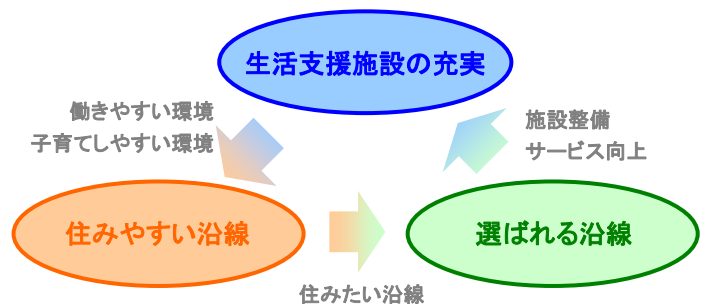 生活支援施設の充実
働きやすい環境
子育てしやすい環境
施設整備
サービス向上
住みやすい沿線
選ばれる沿線
住みたい沿線